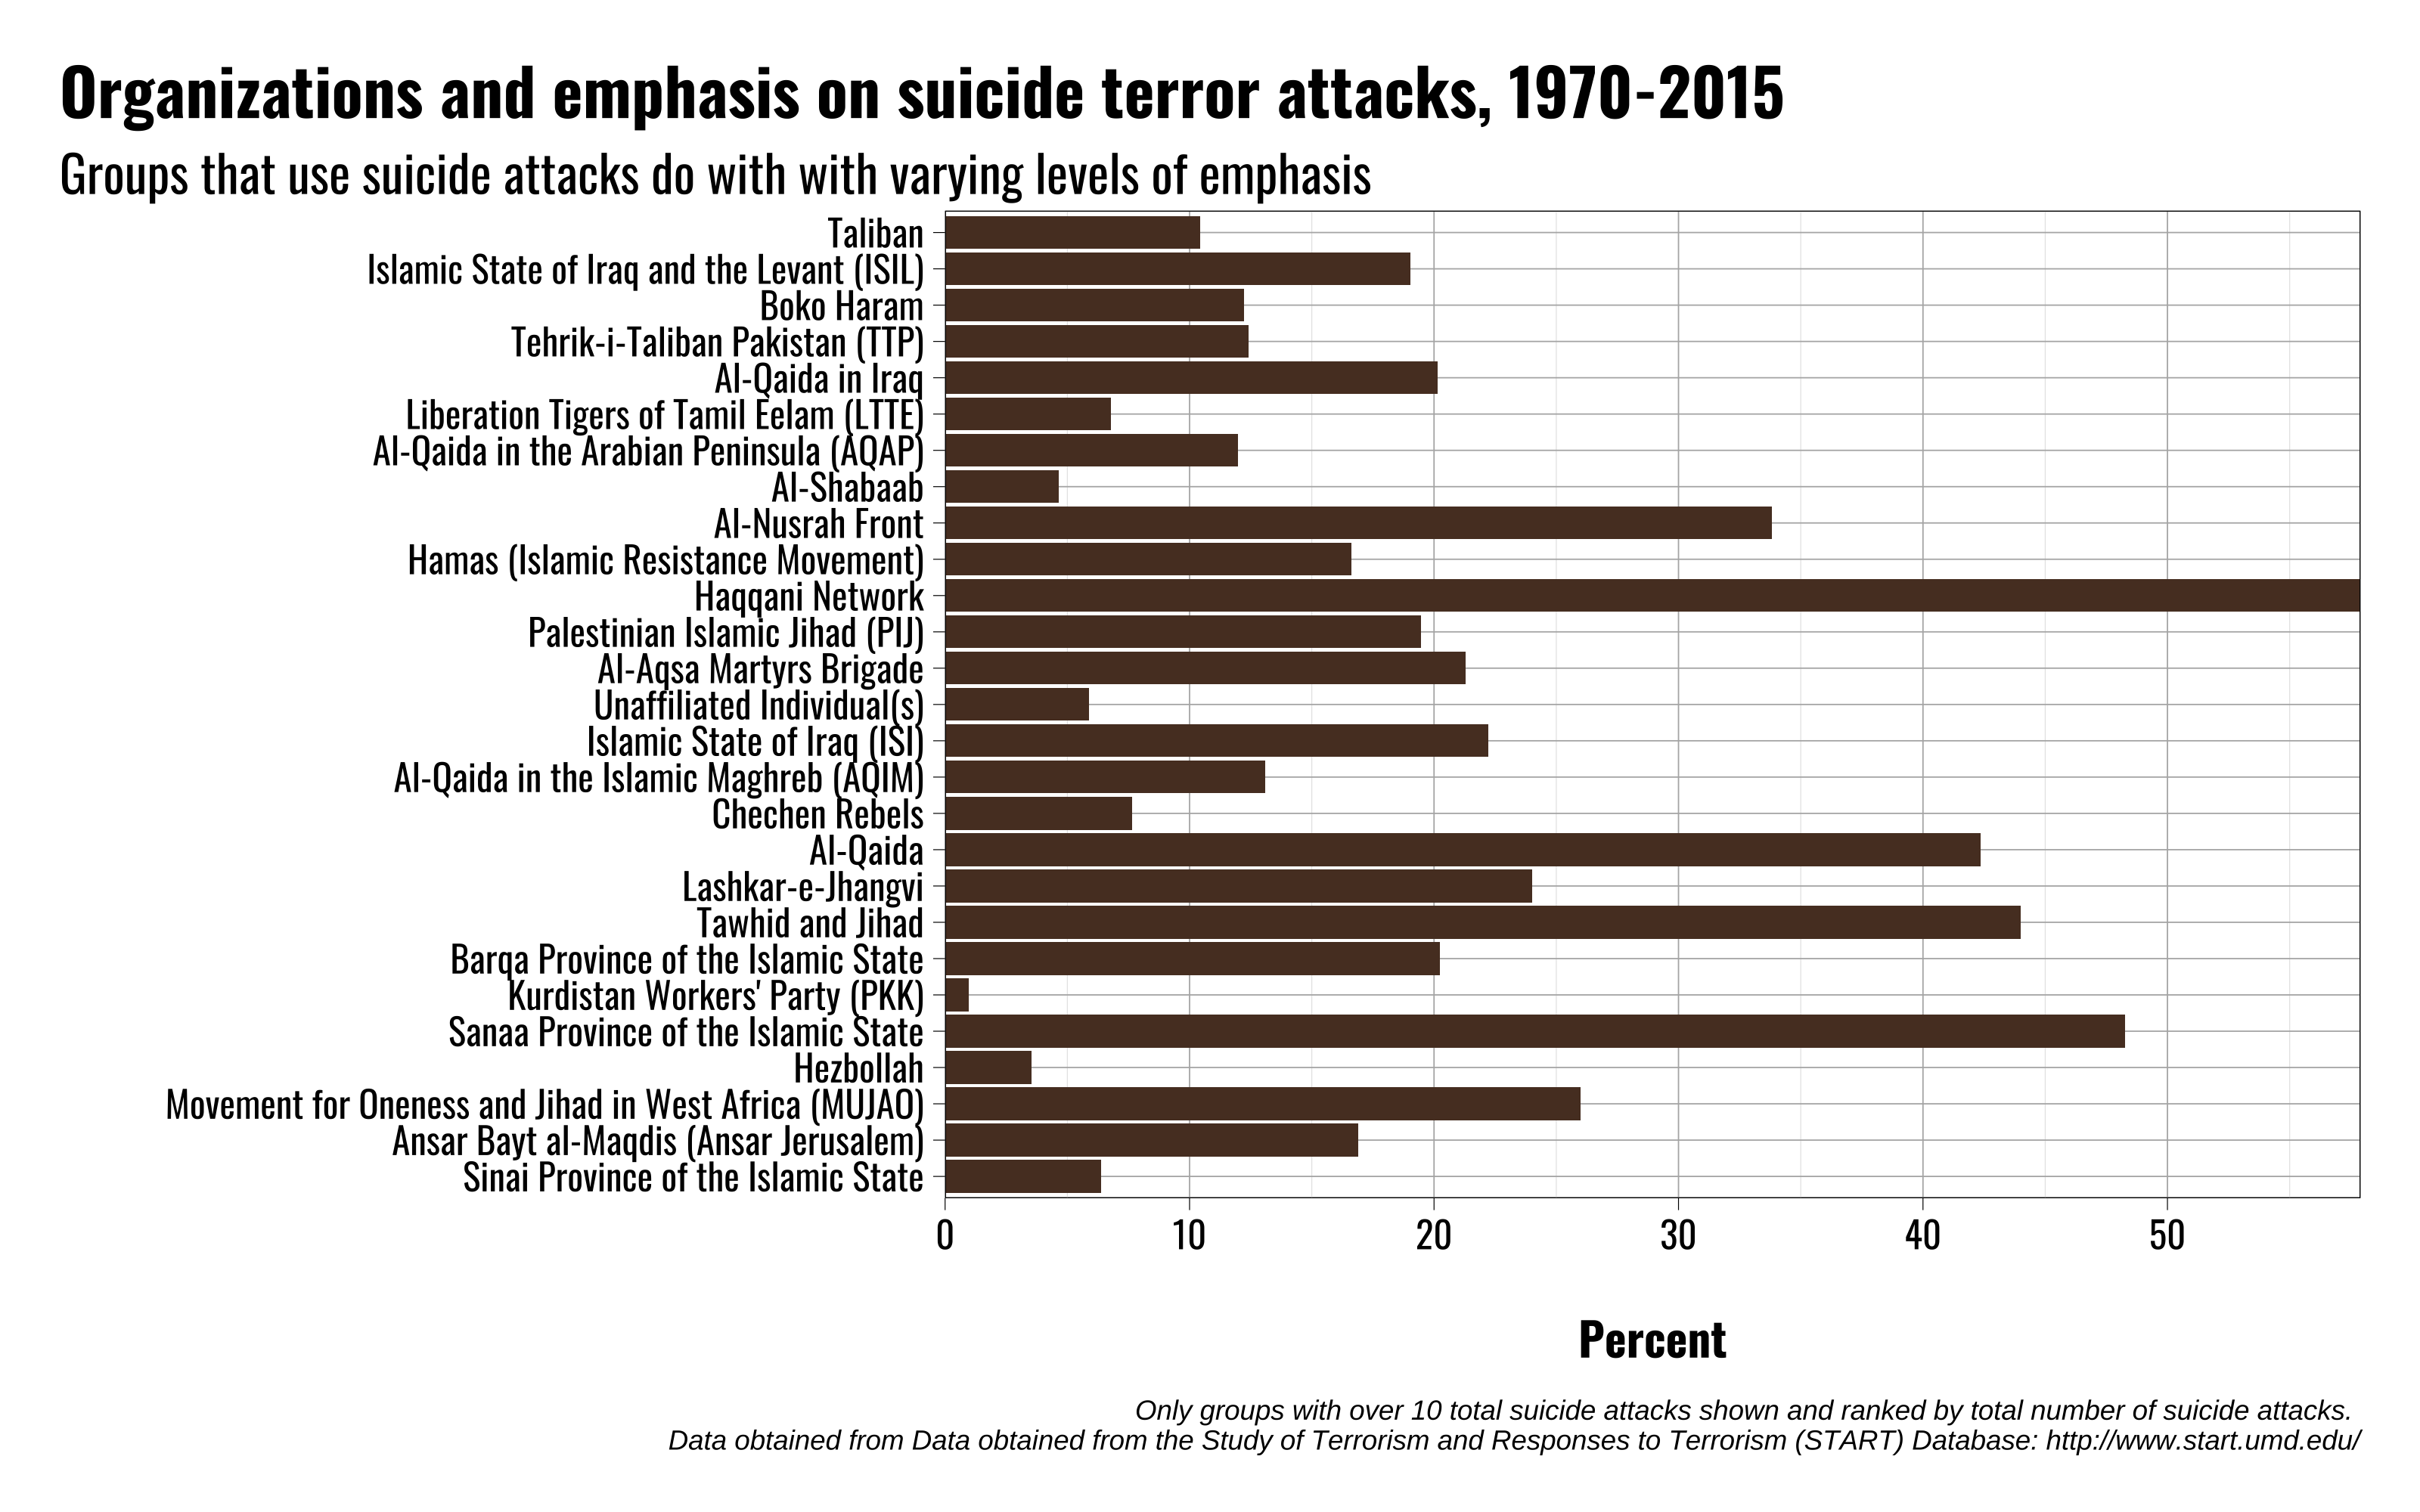 Organizations and emphasis on suicide terror attacks, 1970-2015
Groups that use suicide attacks do with with varying levels of emphasis
Taliban
Islamic State of Iraq and the Levant (ISIL)
Boko Haram
Tehrik-i-Taliban Pakistan (TTP)
Al-Qaida in Iraq
Liberation Tigers of Tamil Eelam (LTTE)
Al-Qaida in the Arabian Peninsula (AQAP)
Al-Shabaab
Al-Nusrah Front
Hamas (Islamic Resistance Movement)
Haqqani Network
Palestinian Islamic Jihad (PIJ)
Al-Aqsa Martyrs Brigade
Unaffiliated Individual(s)
Islamic State of Iraq (ISI)
Al-Qaida in the Islamic Maghreb (AQIM)
Chechen Rebels
Al-Qaida
Lashkar-e-Jhangvi
Tawhid and Jihad
Barqa Province of the Islamic State
Kurdistan Workers' Party (PKK)
Sanaa Province of the Islamic State
Hezbollah
Movement for Oneness and Jihad in West Africa (MUJAO)
Ansar Bayt al-Maqdis (Ansar Jerusalem)
Sinai Province of the Islamic State
0 10 20 30 40 50
Percent
Only groups with over 10 total suicide attacks shown and ranked by total number of suicide attacks.
Data obtained from Data obtained from the Study of Terrorism and Responses to Terrorism (START) Database: http://www.start.umd.edu/